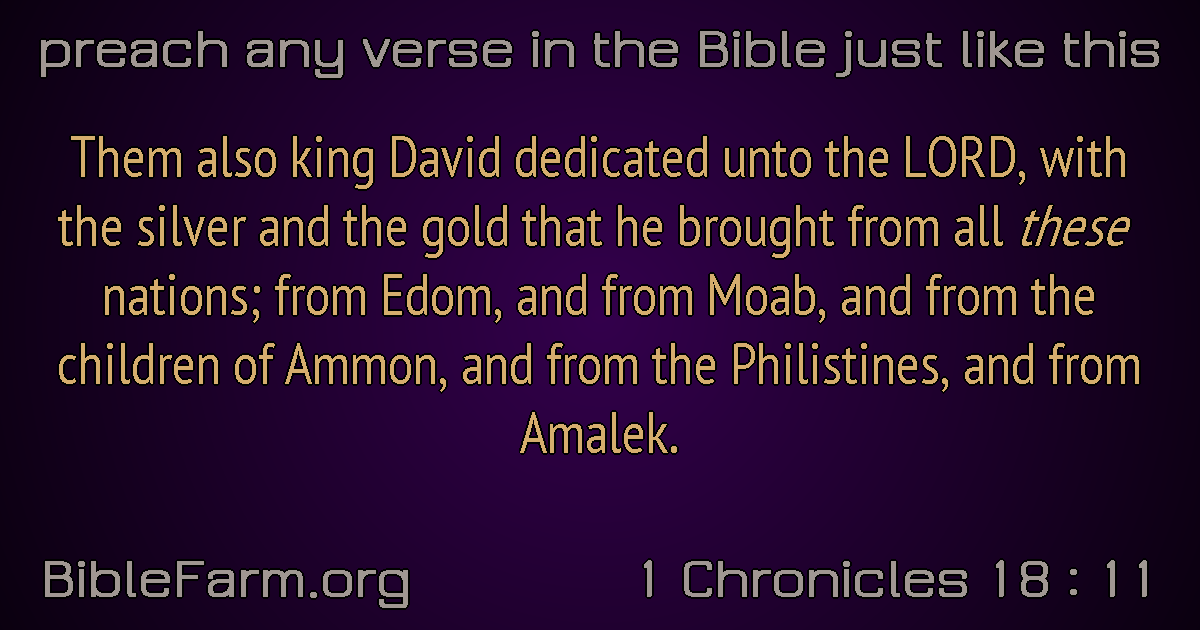 preach any verse in the Bible just like this
Them also king David dedicated unto the LORD, with
the silver and the gold that he brought from all these
nations; from Edom, and from Moab, and from the
children of Ammon, and from the Philistines, and from
Amalek.
BibleFarm.org
1 Chronicles 18 : 11